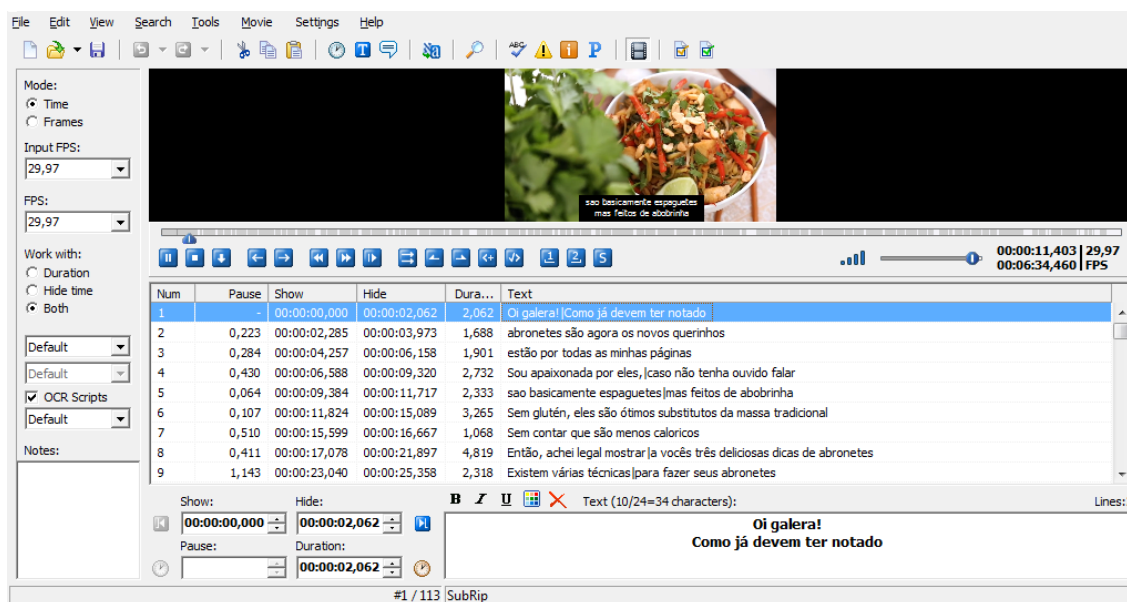 File Edit View Search Tools Movie Settings Help
T ABC i P
Mode:
Time
Frames
Input FPS:
29,97
FPS:
29,97
Work with:
Duration
Hide time
Both
Default
Default
OCR Scripts
Default
Notes:
sao basicamente espaguetes
mas feitos de abobrinha
1 2 S
00:00:11,403 29,97
00:06:34,460 FPS
Num Pause Show Hide Dura... Text
1 - 00:00:00,000 00:00:02,062 2,062 Oi galera!|Como já devem ter notado
2 0,223 00:00:02,285 00:00:03,973 1,688 abronetes são agora os novos querinhos
3 0,284 00:00:04,257 00:00:06,158 1,901 estão por todas as minhas páginas
4 0,430 00:00:06,588 00:00:09,320 2,732 Sou apaixonada por eles,|caso não tenha ouvido falar
5 0,064 00:00:09,384 00:00:11,717 2,333 sao basicamente espaguetes|mas feitos de abobrinha
6 0,107 00:00:11,824 00:00:15,089 3,265 Sem glutén, eles são ótimos substitutos da massa tradicional
7 0,510 00:00:15,599 00:00:16,667 1,068 Sem contar que são menos caloricos
8 0,411 00:00:17,078 00:00:21,897 4,819 Então, achei legal mostrar|a vocês três deliciosas dicas de abronetes
9 1,143 00:00:23,040 00:00:25,358 2,318 Existem várias técnicas|para fazer seus abronetes
Show: Hide: B I U Text (10/24=34 characters): Lines:
00:00:00,000 00:00:02,062
Pause: Duration:
00:00:02,062
Oi galera!
Como já devem ter notado
#1 / 113 SubRip